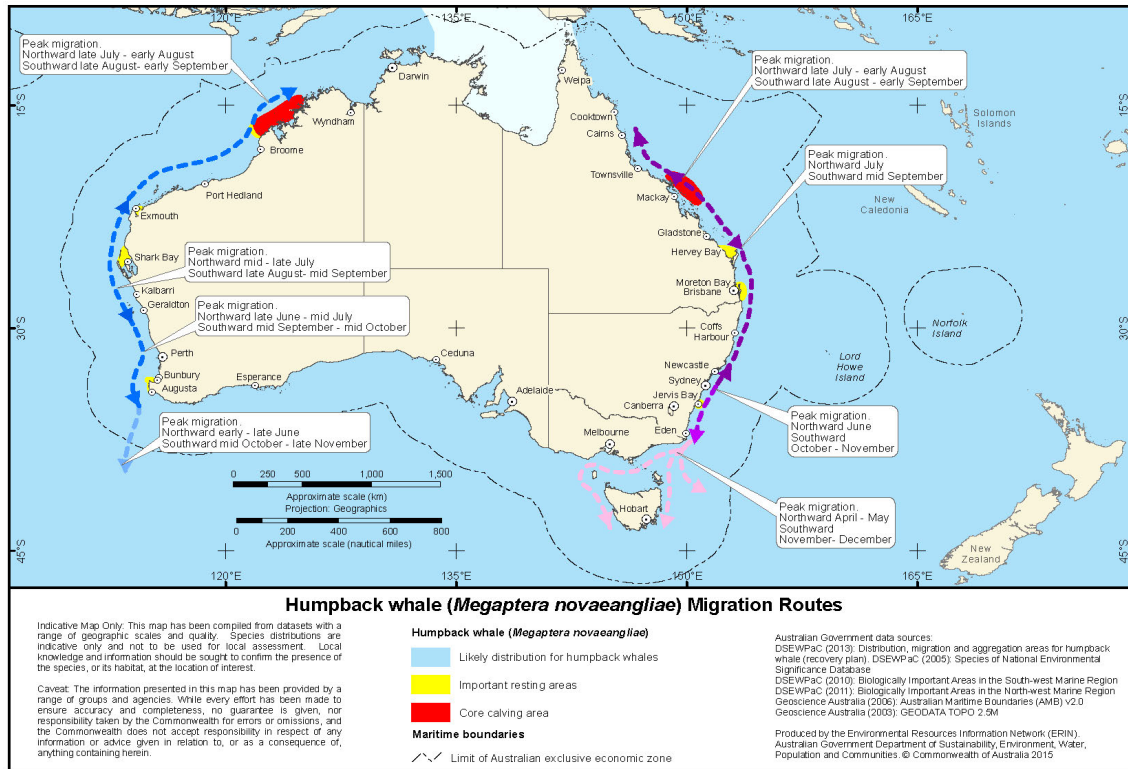 120°E
135°E
150°E
165°E
Peak migration.
Northward late July - early August
Southward late August- early September
Peak migration.
Northward late July - early August
Southward late August - early September
Darwin
Weipa
15°S
15°S
Wyndham
Cooktown
Cairns
Solomon
Islands
Broome
Peak migration.
Northward July
Southward mid September
Townsville
Port Hedland
Mackay
New
Caledonia
Exmouth
Gladstone
Hervey Bay
Peak migration.
Northward mid - late July
Southward late August- mid September
Shark Bay
Moreton Bay
Brisbane
Kalbarri
Geraldton
Peak migration.
Northward late June - mid July
Southward mid September - mid October
30°S
30°S
Coffs
Harbour
Norfolk
Island
Perth
Ceduna
Lord
Howe
Island
Newcastle
Bunbury
Augusta
Esperance
Adelaide
Sydney
Jervis Bay
Canberra
Peak migration.
Northward June
Southward
October - November
Peak migration.
Northward early - late June
Southward mid October - late November
Melbourne
Eden
0 250 500 1,000 1,500
Approximate scale (km)
Projection: Geographics
0 200 400 600 800
Approximate scale (nautical miles)
Hobart
Peak migration.
Northward April - May
Southward
November- December
45°S
45°S
New
Zealand
120°E
135°E
150°E
165°E
Humpback whale (Megaptera novaeangliae) Migration Routes
Indicative Map Only: This map has been compiled from datasets with a
range of geographic scales and quality. Species distributions are
indicative only and not to be used for local assessment. Local
knowledge and information should be sought to confirm the presence of
the species, or its habitat, at the location of interest.
Caveat: The information presented in this map has been provided by a
range of groups and agencies. While every effort has been made to
ensure accuracy and completeness, no guarantee is given, nor
responsibility taken by the Commonwealth for errors or omissions, and
the Commonwealth does not accept responsibility in respect of any
information or advice given in relation to, or as a consequence of,
anything containing herein.
Humpback whale (Megaptera novaeangliae)
Likely distribution for humpback whales
Important resting areas
Core calving area
Maritime boundaries
Limit of Australian exclusive economic zone
Australian Government data sources:
DSEWPaC (2013): Distribution, migration and aggregation areas for humpback
whale (recovery plan). DSEWPaC (2005): Species of National Environmental
Significance Database
DSEWPaC (2010): Biologically Important Areas in the South-west Marine Region
DSEWPaC (2011): Biologically Important Areas in the North-west Marine Region
Geoscience Australia (2006): Australian Maritime Boundaries (AMB) v2.0
Geoscience Australia (2003): GEODATA TOPO 2.5M
Produced by the Environmental Resources Information Network (ERIN).
Australian Government Department of Sustainability, Environment, Water,
Population and Communities. © Commonwealth of Australia 2015